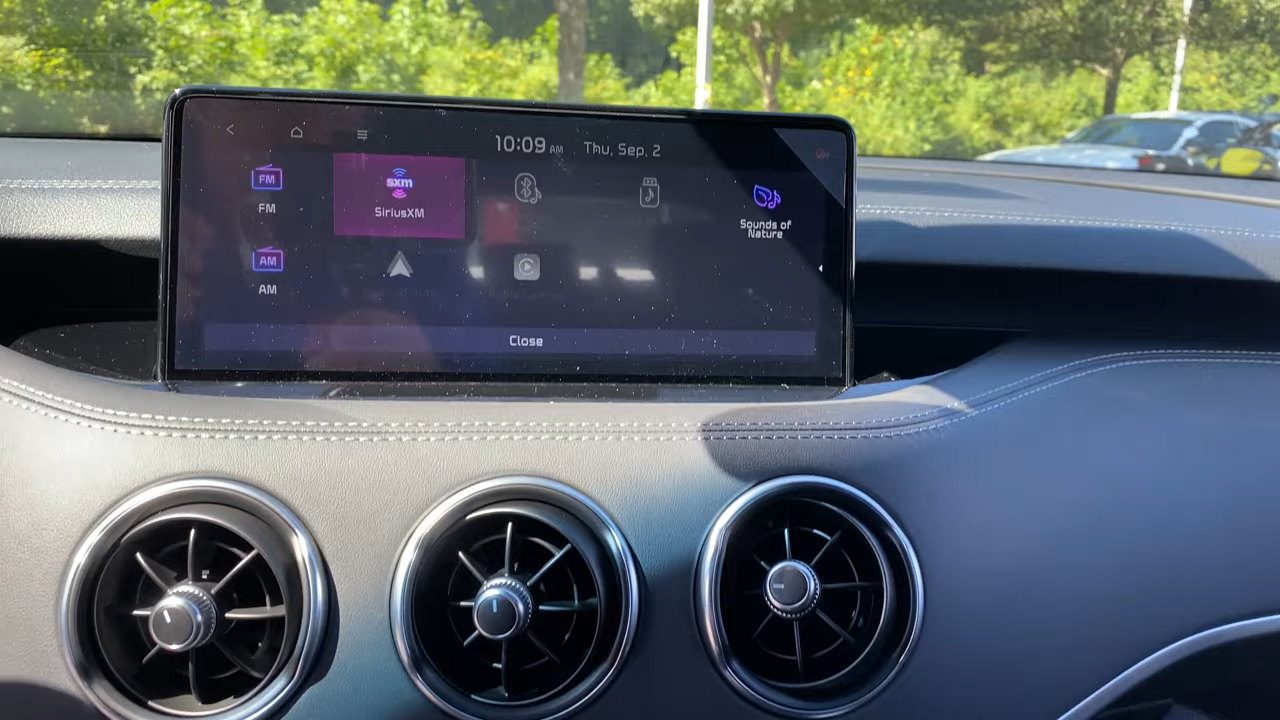 10:09 AM Thu, Sep. 2
FM
FM
sxm
SiriusXM
Sounds of
Nature
AM
AM
Close